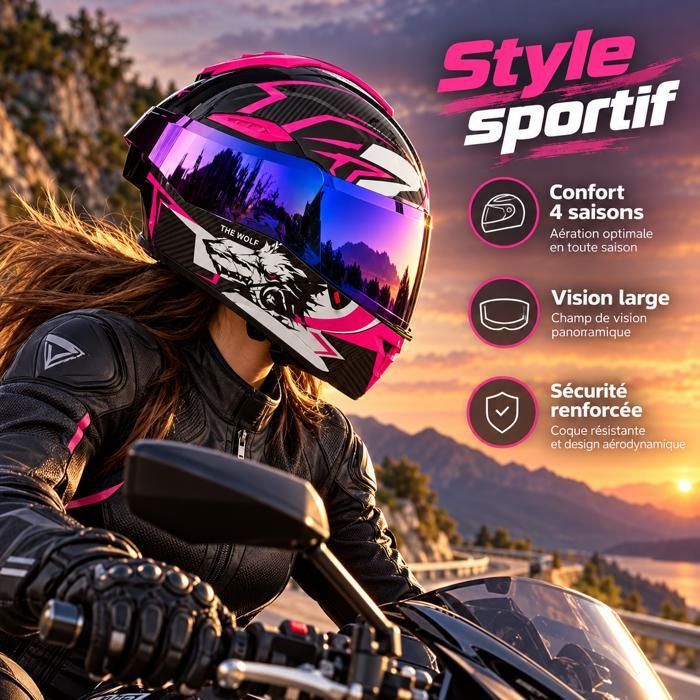 Style
sportif
Confort
4 saisons
Aération optimale
en toute saison
Vision large
Champ de vision
panorramique
Sécurité
renforcée
Coque résistante
et design aérodynamique
THE WOLF